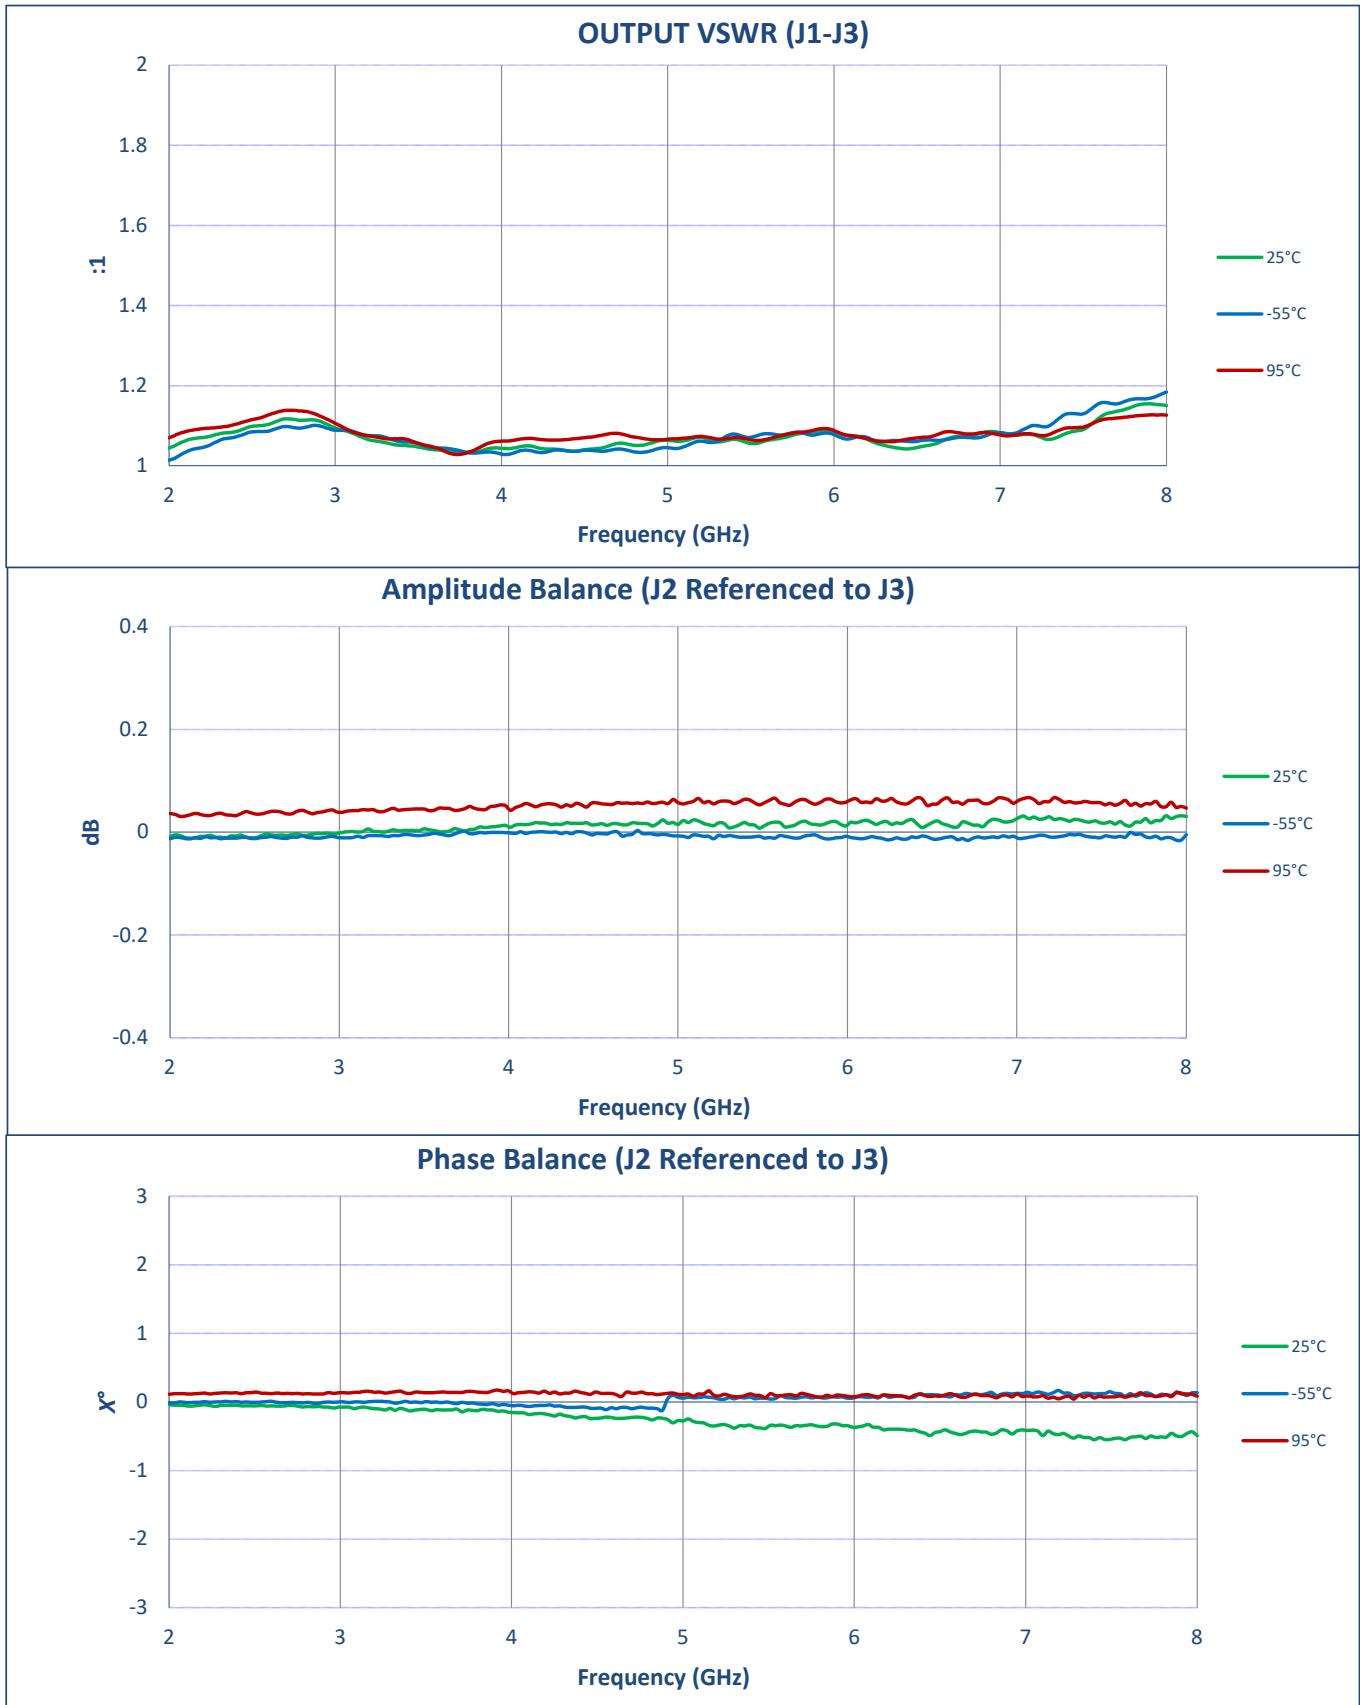 OUTPUT VSWR (J1-J3)
2
1.8
1.6
1.4
1.2
1
:1
2 3 4 5 6 7 8
Frequency (GHz)
25°C
-55°C
95°C
Amplitude Balance (J2 Referenced to J3)
0.4
0.2
0
-0.2
-0.4
dB
2 3 4 5 6 7 8
Frequency (GHz)
25°C
-55°C
95°C
Phase Balance (J2 Referenced to J3)
3
2
1
0
-1
-2
-3
X°
2 3 4 5 6 7 8
Frequency (GHz)
25°C
-55°C
95°C